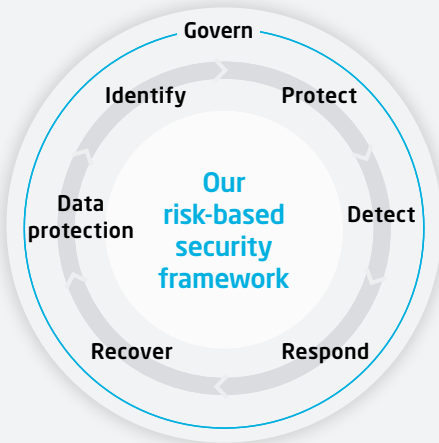 Govern
Identify
Protect
Our
risk-based
security
framework
Data
protection
Detect
Recover
Respond